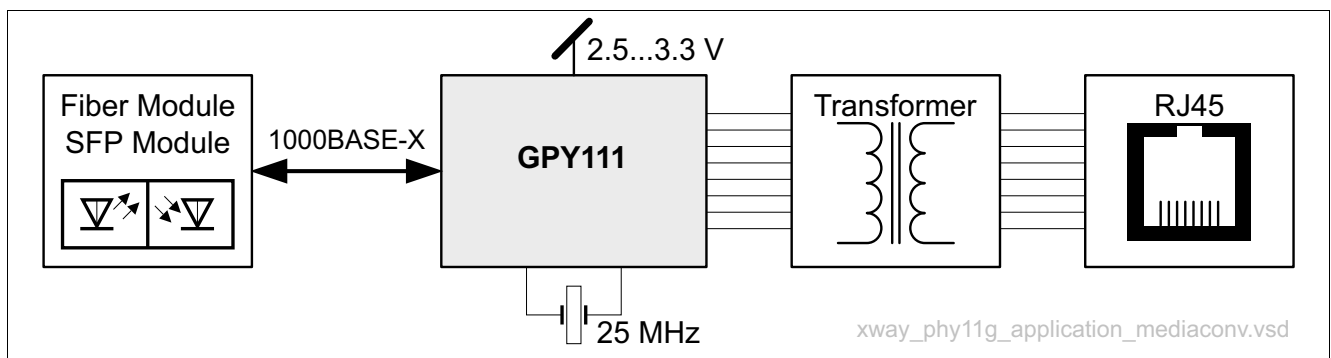 2.5...3.3 V
Fiber Module
SFP Module
1000BASE-X
GPY111
Transformer
RJ45
25 MHz
xway_phy11g_application_mediaconv.vsd